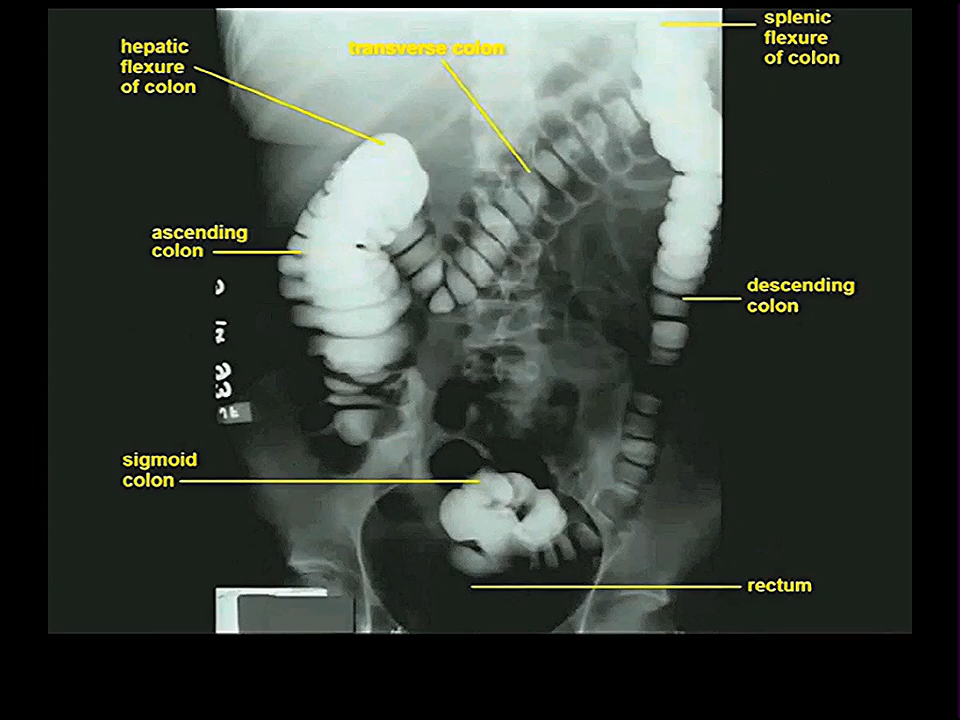 splenic
flexure
of colon
hepatic
flexure
of colon
transverse colon
ascending
colon
descending
colon
sigmoid
colon
rectum